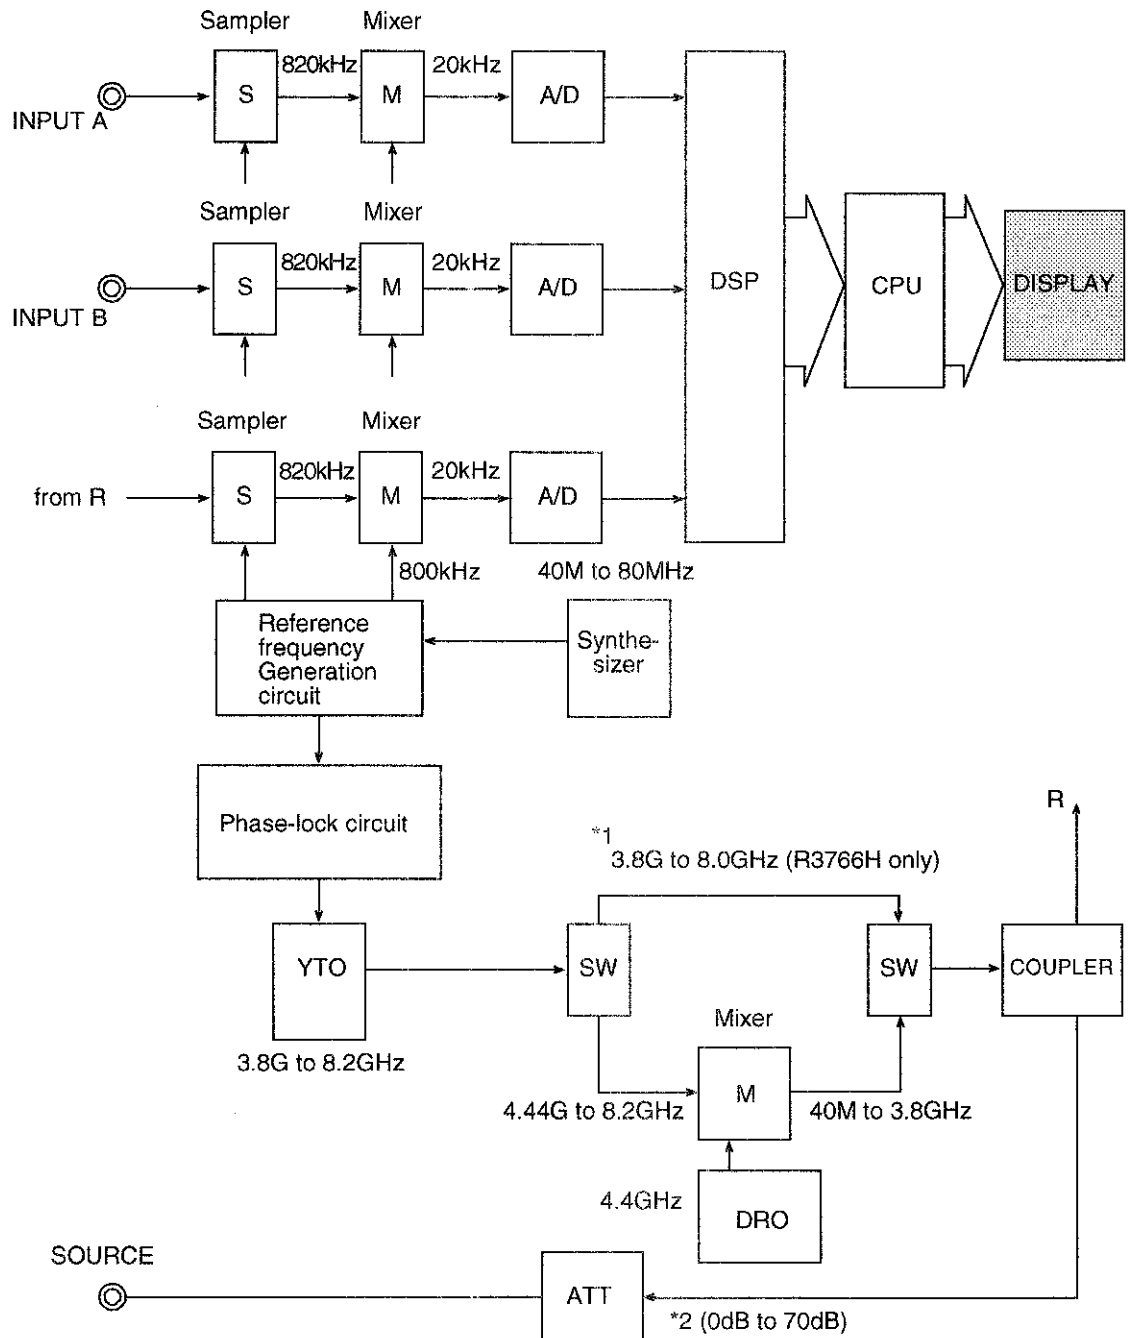 Sampler Mixer
820kHz 20kHz
S M A/D
INPUT A
Sampler Mixer
820kHz 20kHz
S M A/D
INPUT B
DSP
CPU
DISPLAY
Sampler Mixer
820kHz 20kHz
from R
S M A/D
800kHz
40M to 80MHz
Reference
frequency
Generation
circuit
Synthe-
sizer
Phase-lock circuit
R
*1
3.8G to 8.0GHz (R3766H only)
YTO
SW
SW
COUPLER
3.8G to 8.2GHz
Mixer
4.44G to 8.2GHz
M
40M to 3.8GHz
4.4GHz
DRO
SOURCE
ATT
*2 (0dB to 70dB)